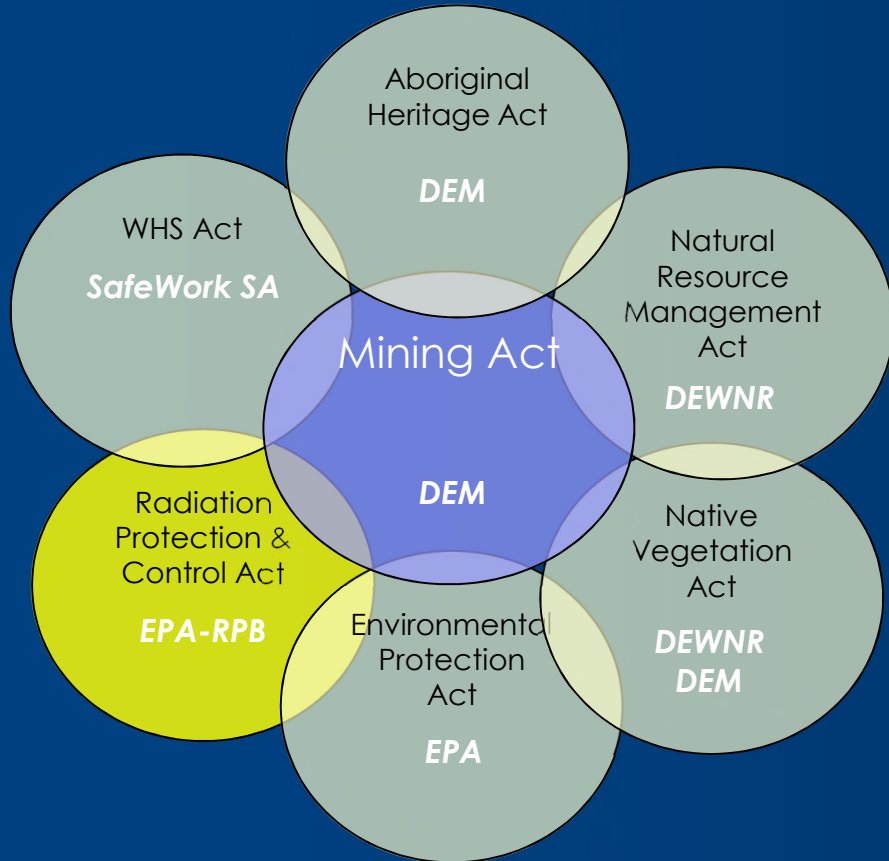 Aboriginal
Heritage Act
DEM
WHS Act
SafeWork SA
Natural
Resource
Management
Act
DEWNR
Mining Act
DEM
Radiation
Protection &
Control Act
EPA-RPB
Native
Vegetation
Act
DEWNR
DEM
Environmental
Protection
Act
EPA